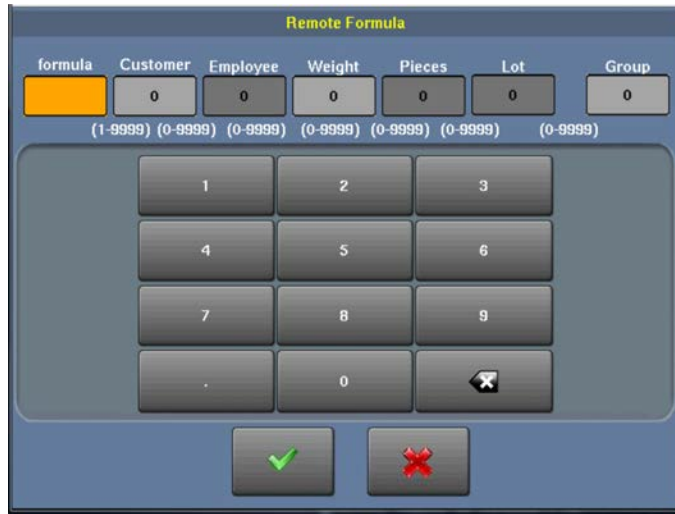 Remote Formula
formula Customer Employee Weight Pieces Lot Group
0 0 0 0 0 0
(1-9999) (0-9999) (0-9999) (0-9999) (0-9999) (0-9999) (0-9999)
1 2 3
4 5 6
7 8 9
. 0